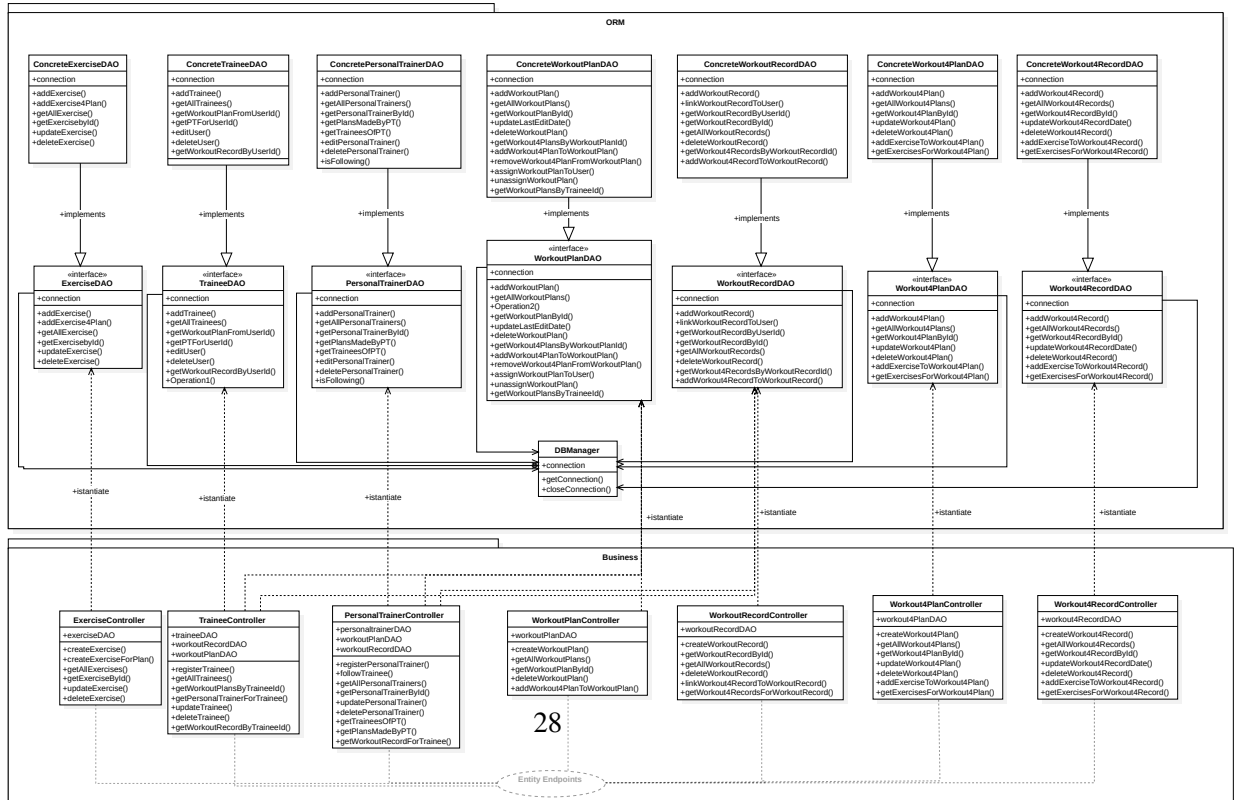 ORM
ConcreteExerciseDAO
+connection
+addExercise()
+addExercise4Plan()
+getAllExercise()
+getExercisebyId()
+updateExercise()
+deleteExercise()
ConcreteTraineeDAO
+connection
+addTrainee()
+getAllTrainees()
+getWorkoutPlanFromUserId()
+getPTForUserId()
+editUser()
+deleteUser()
+getWorkoutRecordByUserId()
ConcretePersonalTrainerDAO
+connection
+addPersonalTrainer()
+getAllPersonalTrainers()
+getPersonalTrainerById()
+getPlansMadeByPT()
+getTraineesOfPT()
+editPersonalTrainer()
+deletePersonalTrainer()
+isFollowing()
ConcreteWorkoutPlanDAO
+connection
+addWorkoutPlan()
+getAllWorkoutPlans()
+getWorkoutPlanById()
+updateLastEditDate()
+deleteWorkoutPlan()
+getWorkout4PlansByWorkoutPlanId()
+addWorkout4PlanToWorkoutPlan()
+removeWorkout4PlanFromWorkoutPlan()
+assignWorkoutPlanToUser()
+unassignWorkoutPlan()
+getWorkoutPlansByTraineeId()
ConcreteWorkoutRecordDAO
+connection
+addWorkoutRecord()
+linkWorkoutRecordToUser()
+getWorkoutRecordByUserId()
+getWorkoutRecordById()
+getAllWorkoutRecords()
+deleteWorkoutRecord()
+getWorkout4RecordsByWorkoutRecordId()
+addWorkout4RecordToWorkoutRecord()
ConcreteWorkout4PlanDAO
+connection
+addWorkout4Plan()
+getAllWorkout4Plans()
+getWorkout4PlanById()
+updateWorkout4Plan()
+deleteWorkout4Plan()
+addExerciseToWorkout4Plan()
+getExercisesForWorkout4Plan()
ConcreteWorkout4RecordDAO
+connection
+addWorkout4Record()
+getAllWorkout4Records()
+getWorkout4RecordById()
+updateWorkout4RecordDate()
+deleteWorkout4Record()
+addExerciseToWorkout4Record()
+getExercisesForWorkout4Record()
+implements
+implements
+implements
+implements
+implements
+implements
+implements
«interface»
ExerciseDAO
+connection
+addExercise()
+addExercise4Plan()
+getAllExercise()
+getExercisebyId()
+updateExercise()
+deleteExercise()
«interface»
TraineeDAO
+connection
+addTrainee()
+getAllTrainees()
+getWorkoutPlanFromUserId()
+getPTForUserId()
+editUser()
+deleteUser()
+getWorkoutRecordByUserId()
+Operation1()
«interface»
PersonalTrainerDAO
+connection
+addPersonalTrainer()
+getAllPersonalTrainers()
+getPersonalTrainerById()
+getPlansMadeByPT()
+getTraineesOfPT()
+editPersonalTrainer()
+deletePersonalTrainer()
+isFollowing()
«interface»
WorkoutPlanDAO
+connection
+addWorkoutPlan()
+getAllWorkoutPlans()
+Operation2()
+getWorkoutPlanById()
+updateLastEditDate()
+deleteWorkoutPlan()
+getWorkout4PlansByWorkoutPlanId()
+addWorkout4PlanToWorkoutPlan()
+removeWorkout4PlanFromWorkoutPlan()
+assignWorkoutPlanToUser()
+unassignWorkoutPlan()
+getWorkoutPlansByTraineeId()
«interface»
WorkoutRecordDAO
+connection
+addWorkoutRecord()
+linkWorkoutRecordToUser()
+getWorkoutRecordByUserId()
+getWorkoutRecordById()
+getAllWorkoutRecords()
+deleteWorkoutRecord()
+getWorkout4RecordsByWorkoutRecordId()
+addWorkout4RecordToWorkoutRecord()
«interface»
Workout4PlanDAO
+connection
+addWorkout4Plan()
+getAllWorkout4Plans()
+getWorkout4PlanById()
+updateWorkout4Plan()
+deleteWorkout4Plan()
+addExerciseToWorkout4Plan()
+getExercisesForWorkout4Plan()
«interface»
Workout4RecordDAO
+connection
+addWorkout4Record()
+getAllWorkout4Records()
+getWorkout4RecordById()
+updateWorkout4RecordDate()
+deleteWorkout4Record()
+addExerciseToWorkout4Record()
+getExercisesForWorkout4Record()
DBManager
+connection
+getConnection()
+closeConnection()
+istantiate
+istantiate
+istantiate
+istantiate
+istantiate
+istantiate
+istantiate
Business
ExerciseController
+exerciseDAO
+createExercise()
+createExerciseForPlan()
+getAllExercises()
+getExerciseById()
+updateExercise()
+deleteExercise()
TraineeController
+traineeDAO
+workoutRecordDAO
+workoutPlanDAO
+registerTrainee()
+getAllTrainees()
+getWorkoutPlansByTraineeId()
+getPersonalTrainerForTrainee()
+updateTrainee()
+deleteTrainee()
+getWorkoutRecordByTraineeId()
PersonalTrainerController
+personaltrainerDAO
+workoutPlanDAO
+workoutRecordDAO
+registerPersonalTrainer()
+followTrainee()
+getAllPersonalTrainers()
+getPersonalTrainerById()
+updatePersonalTrainer()
+deletePersonalTrainer()
+getTraineesOfPT()
+getPlansMadeByPT()
+getWorkoutRecordForTrainee()
WorkoutPlanController
+workoutPlanDAO
+createWorkoutPlan()
+getAllWorkoutPlans()
+getWorkoutPlanById()
+deleteWorkoutPlan()
+addWorkout4PlanToWorkoutPlan()
WorkoutRecordController
+workoutRecordDAO
+createWorkoutRecord()
+getWorkoutRecordById()
+getAllWorkoutRecords()
+deleteWorkoutRecord()
+linkWorkout4RecordToWorkoutRecord()
+getWorkout4RecordsForWorkoutRecord()
Workout4PlanController
+workout4PlanDAO
+createWorkout4Plan()
+getAllWorkout4Plans()
+getWorkout4PlanById()
+updateWorkout4Plan()
+deleteWorkout4Plan()
+addExerciseToWorkout4Plan()
+getExercisesForWorkout4Plan()
Workout4RecordController
+workout4RecordDAO
+createWorkout4Record()
+getAllWorkout4Records()
+getWorkout4RecordById()
+updateWorkout4RecordDate()
+deleteWorkout4Record()
+addExerciseToWorkout4Record()
+getExercisesForWorkout4Record()
28
Entity Endpoints